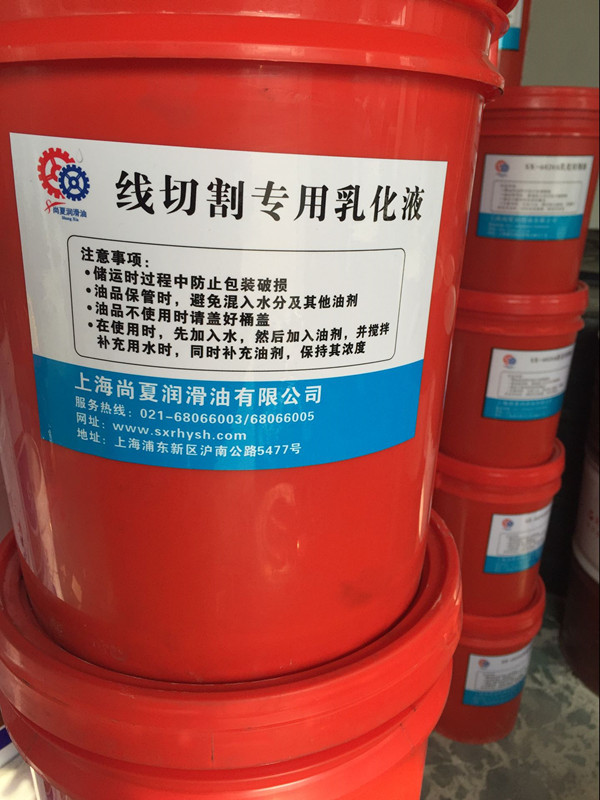 尚夏润滑油
Shang Xia
线切割专用乳化液
注意事项：
•储运时过程中防止包装破损
•油品保管时，避免混入水分及其他油剂
•油品不使用时请盖好桶盖
•在使用时，先加入水，然后加入油剂，并搅拌
补充用水时，同时补充油剂，保持其浓度
上海尚夏润滑油有限公司
服务热线：021-68066003/68066005
网址：www.sxrhysh.com
地址：上海浦东新区沪南公路5477号